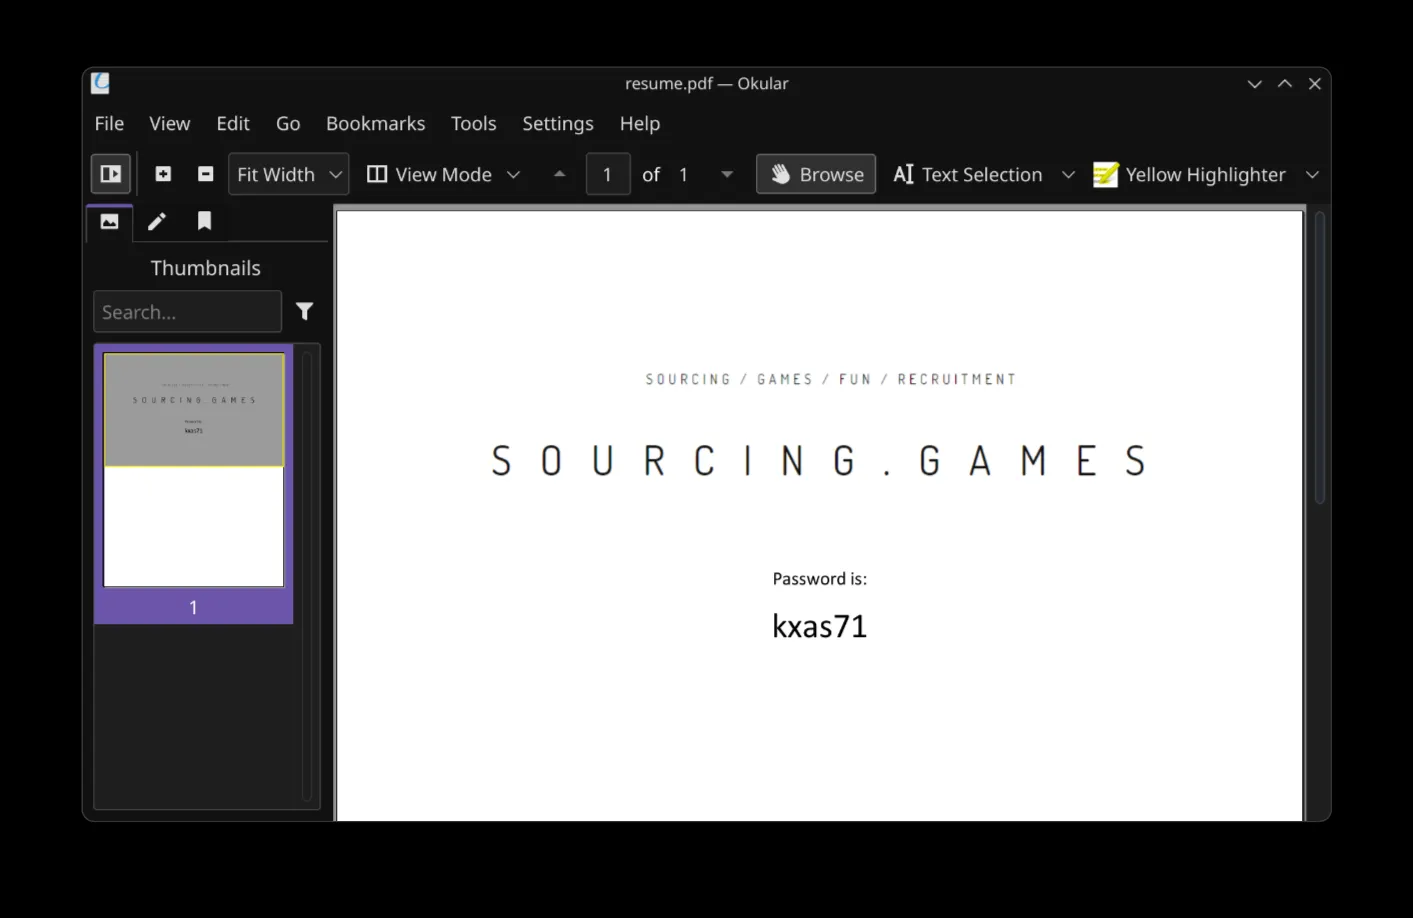 resume.pdf — Okular
File View Edit Go Bookmarks Tools Settings Help
Fit Width View Mode 1 of 1 Browse Text Selection Yellow Highlighter
Thumbnails
Search...
SOURCING.GAMES
Password is:
kxas71
1
SOURCING / GAMES / FUN / RECRUITMENT
SOURCING.GAMES
Password is:
kxas71